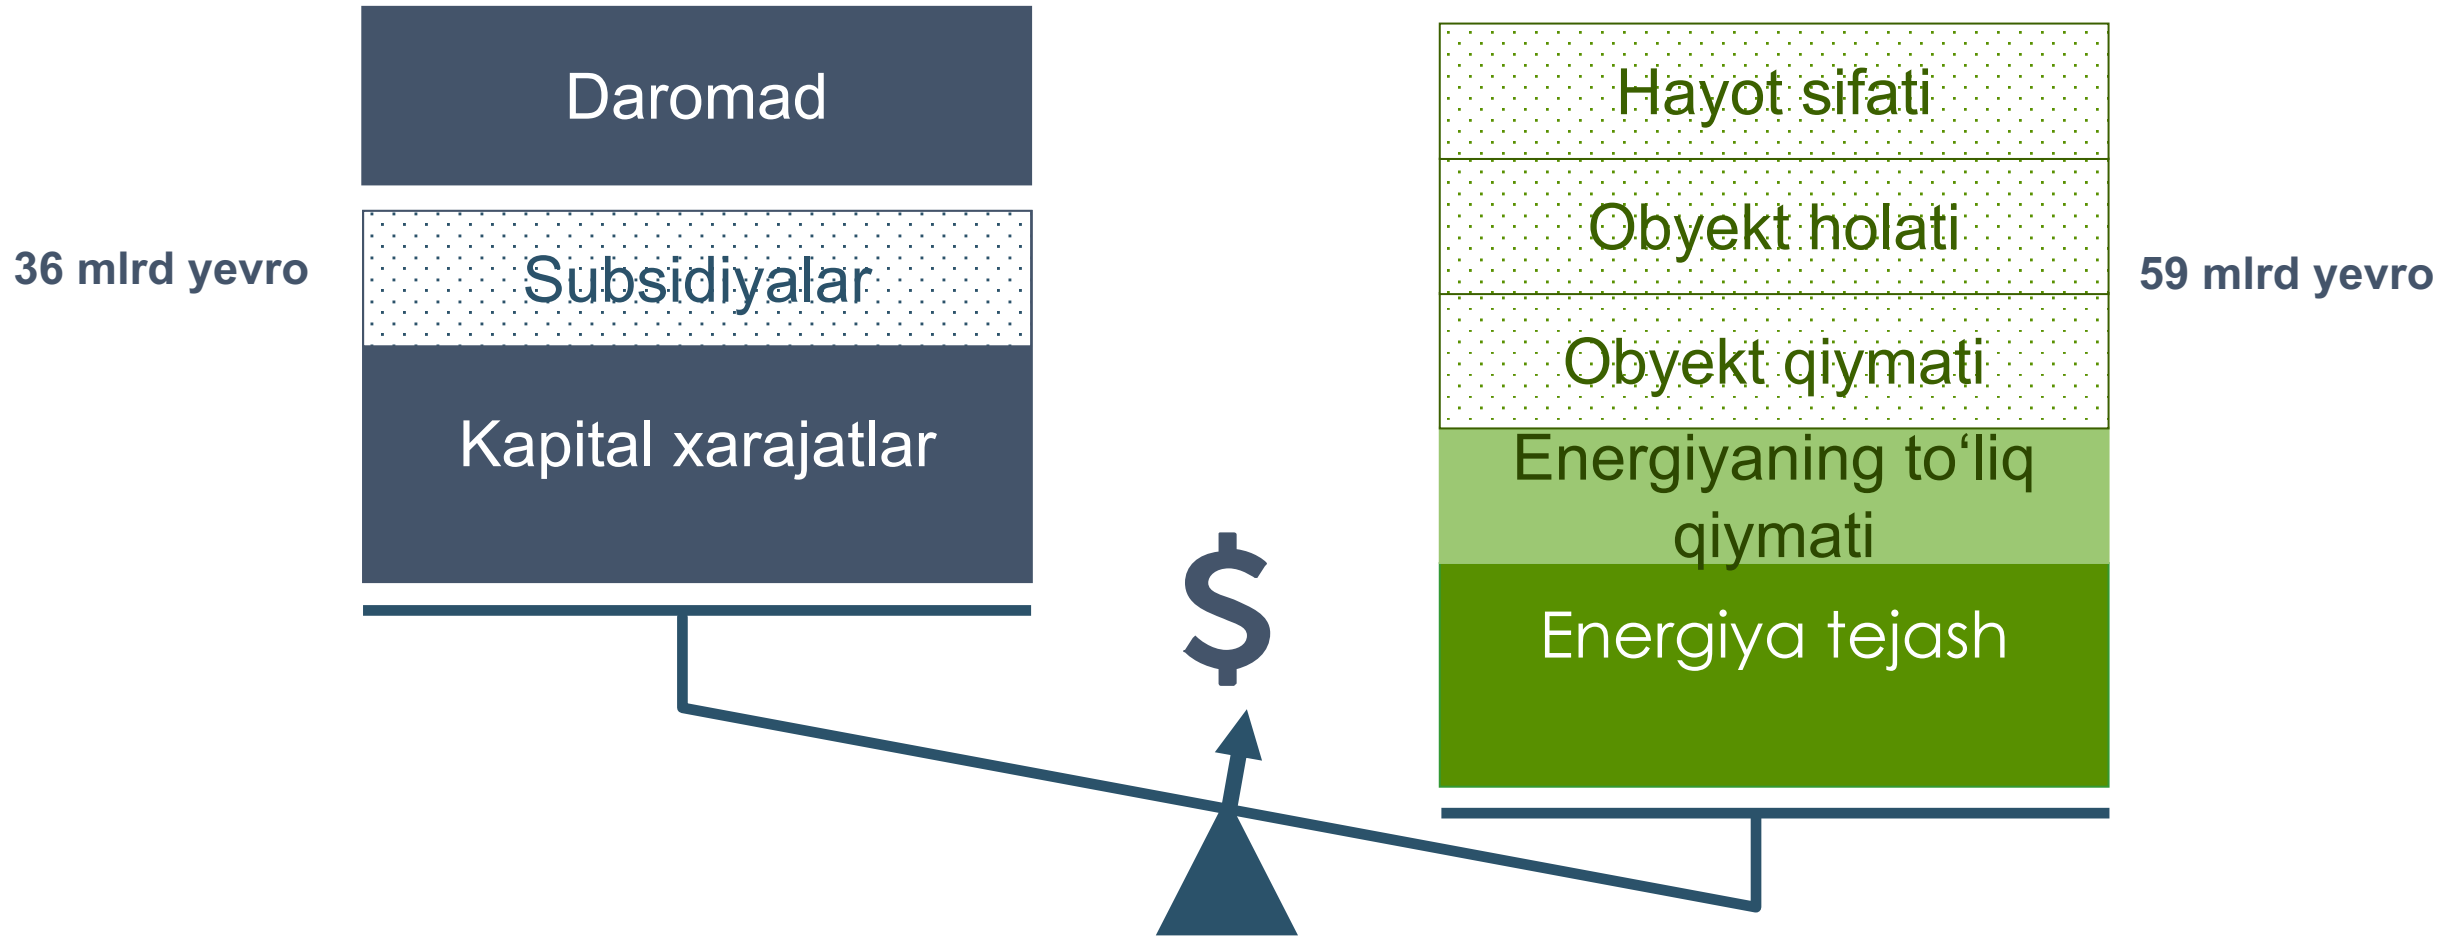 Daromad
36 mlrd yevro
Subsidiyalar
Kapital xarajatlar
$
Hayot sifati
Obyekt holati
59 mlrd yevro
Obyekt qiymati
Energiyaning to‘liq
qiymati
Energiya tejash